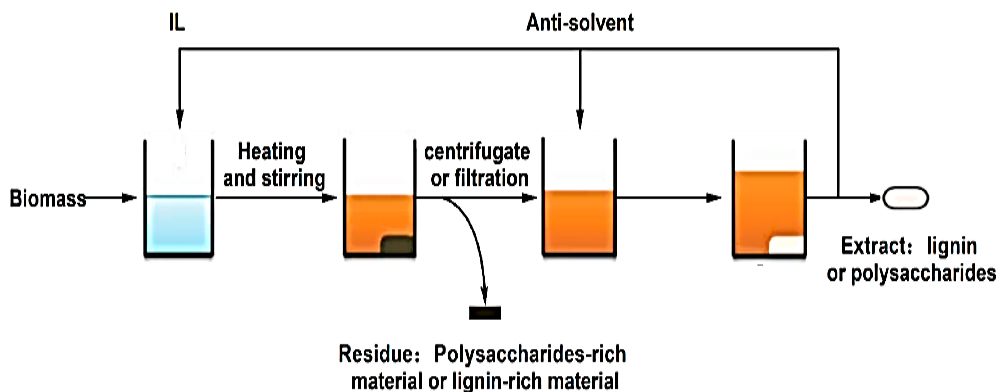 IL
Anti-solvent
Heating
and stirring
centrifugate
or filtration
Biomass
Extract: lignin
or polysaccharides
Residue: Polysaccharides-rich
material or lignin-rich material